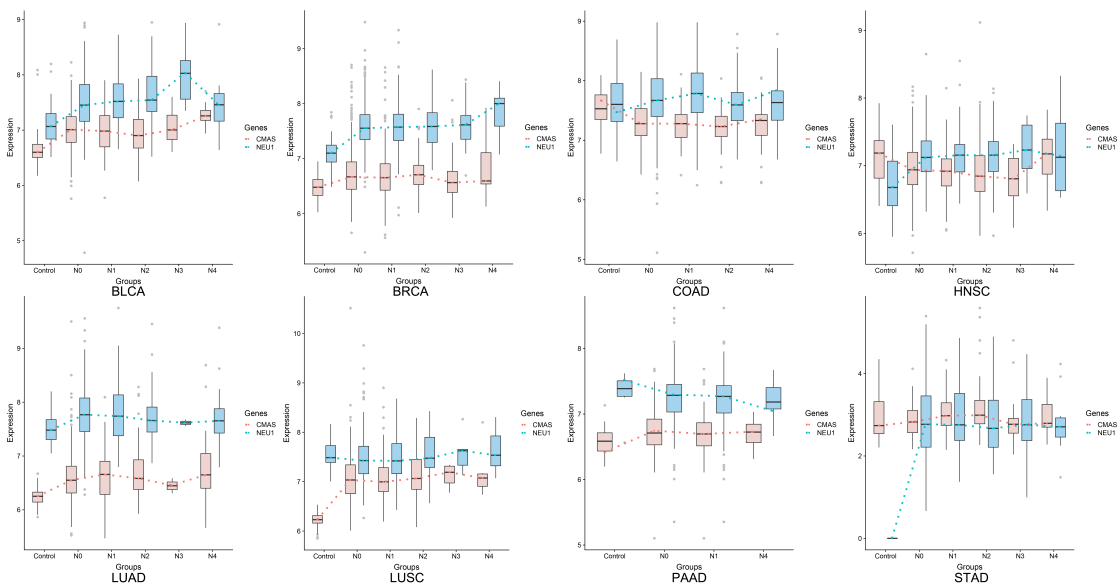 9
8
7
6
5
Expression
Control
N0
N1
N2
N3
N4
Groups
BLCA
Genes
CMAS
NEU1
9
8
7
6
Expression
Control
N0
N1
N2
N3
N4
Groups
BRCA
Genes
CMAS
NEU1
9
8
7
6
5
Expression
Control
N0
N1
N2
N4
Groups
COAD
Genes
CMAS
NEU1
9
8
7
6
Expression
Control
N0
N1
N2
N3
N4
Groups
HNSC
Genes
CMAS
NEU1
9
8
7
6
Expression
Control
N0
N1
N2
N3
N4
Groups
LUAD
Genes
CMAS
NEU1
10
9
8
7
6
Expression
Control
N0
N1
N2
N3
N4
Groups
LUSC
Genes
CMAS
NEU1
8
7
6
5
Expression
Control
N0
N1
N4
Groups
PAAD
Genes
CMAS
NEU1
4
2
0
Expression
Control
N0
N1
N2
N3
N4
Groups
STAD
Genes
CMAS
NEU1